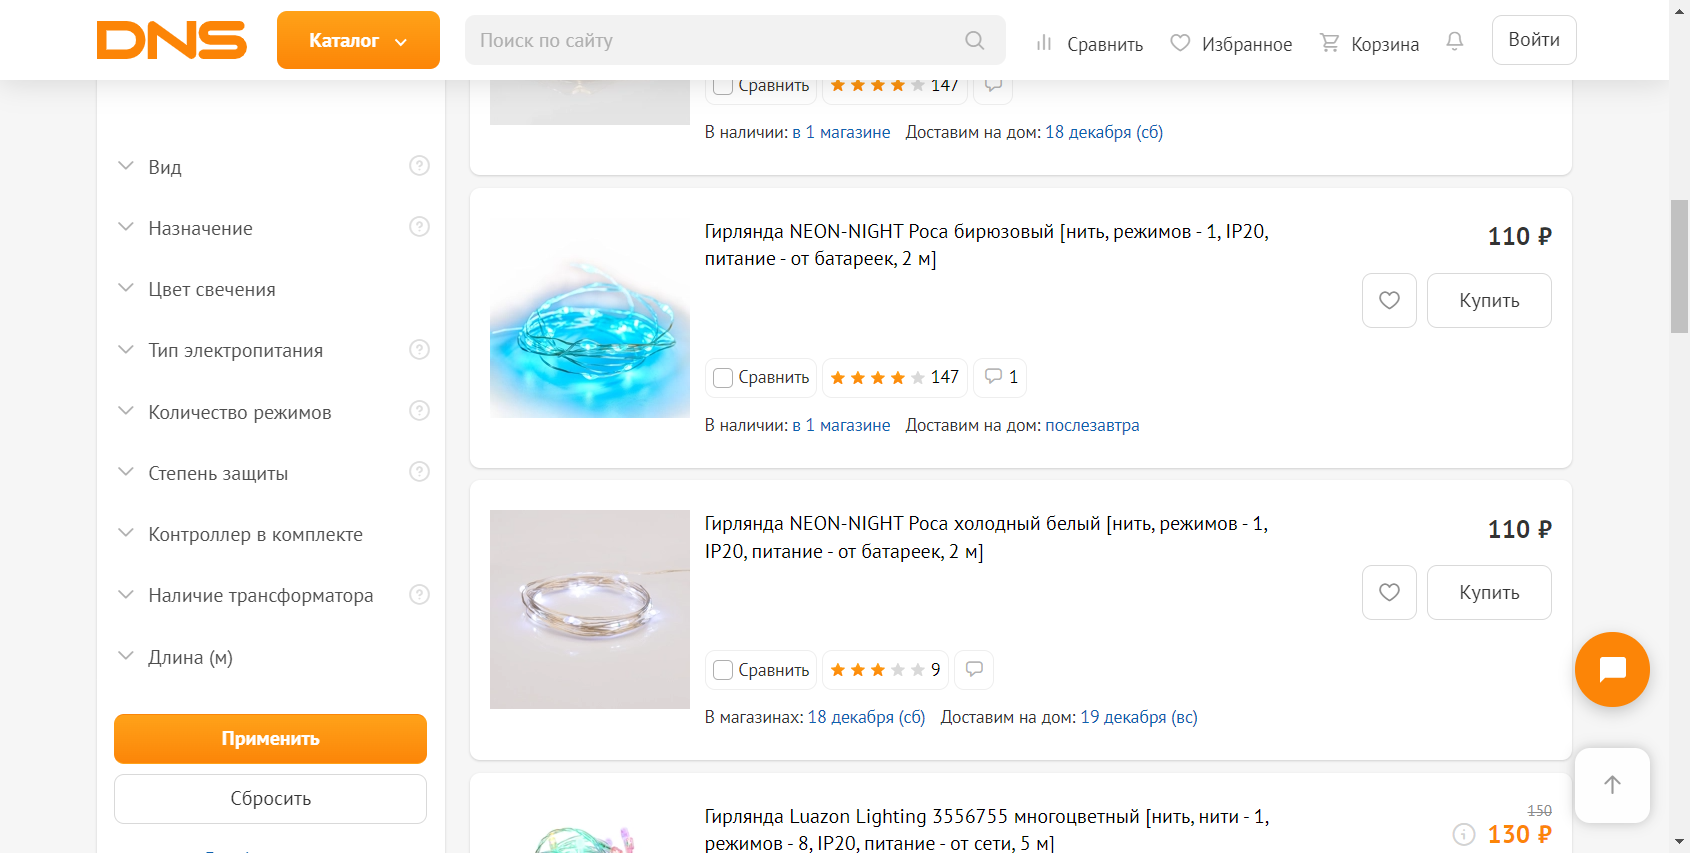 DNS
Каталог
Поиск по сайту
Сравнить
Избранное
Корзина
Войти
Сравнить
147
В наличии: в 1 магазине Доставим на дом: 18 декабря (сб)
Вид
Назначение
Цвет свечения
Тип электропитания
Количество режимов
Степень защиты
Контроллер в комплекте
Наличие трансформатора
Длина (м)
Применить
Сбросить
Гирлянда NEON-NIGHT Роса бирюзовый [нить, режимов - 1, IP20,
питание - от батареек, 2 м]
110 ₽
Купить
Сравнить
147
1
В наличии: в 1 магазине Доставим на дом: послезавтра
Гирлянда NEON-NIGHT Роса холодный белый [нить, режимов - 1,
IP20, питание - от батареек, 2 м]
110 ₽
Купить
Сравнить
9
В магазинах: 18 декабря (сб) Доставим на дом: 19 декабря (вс)
Гирлянда Luazon Lighting 3556755 многоцветный [нить, нити - 1,
режимов - 8, IP20, питание - от сети, 5 м]
150
130 ₽